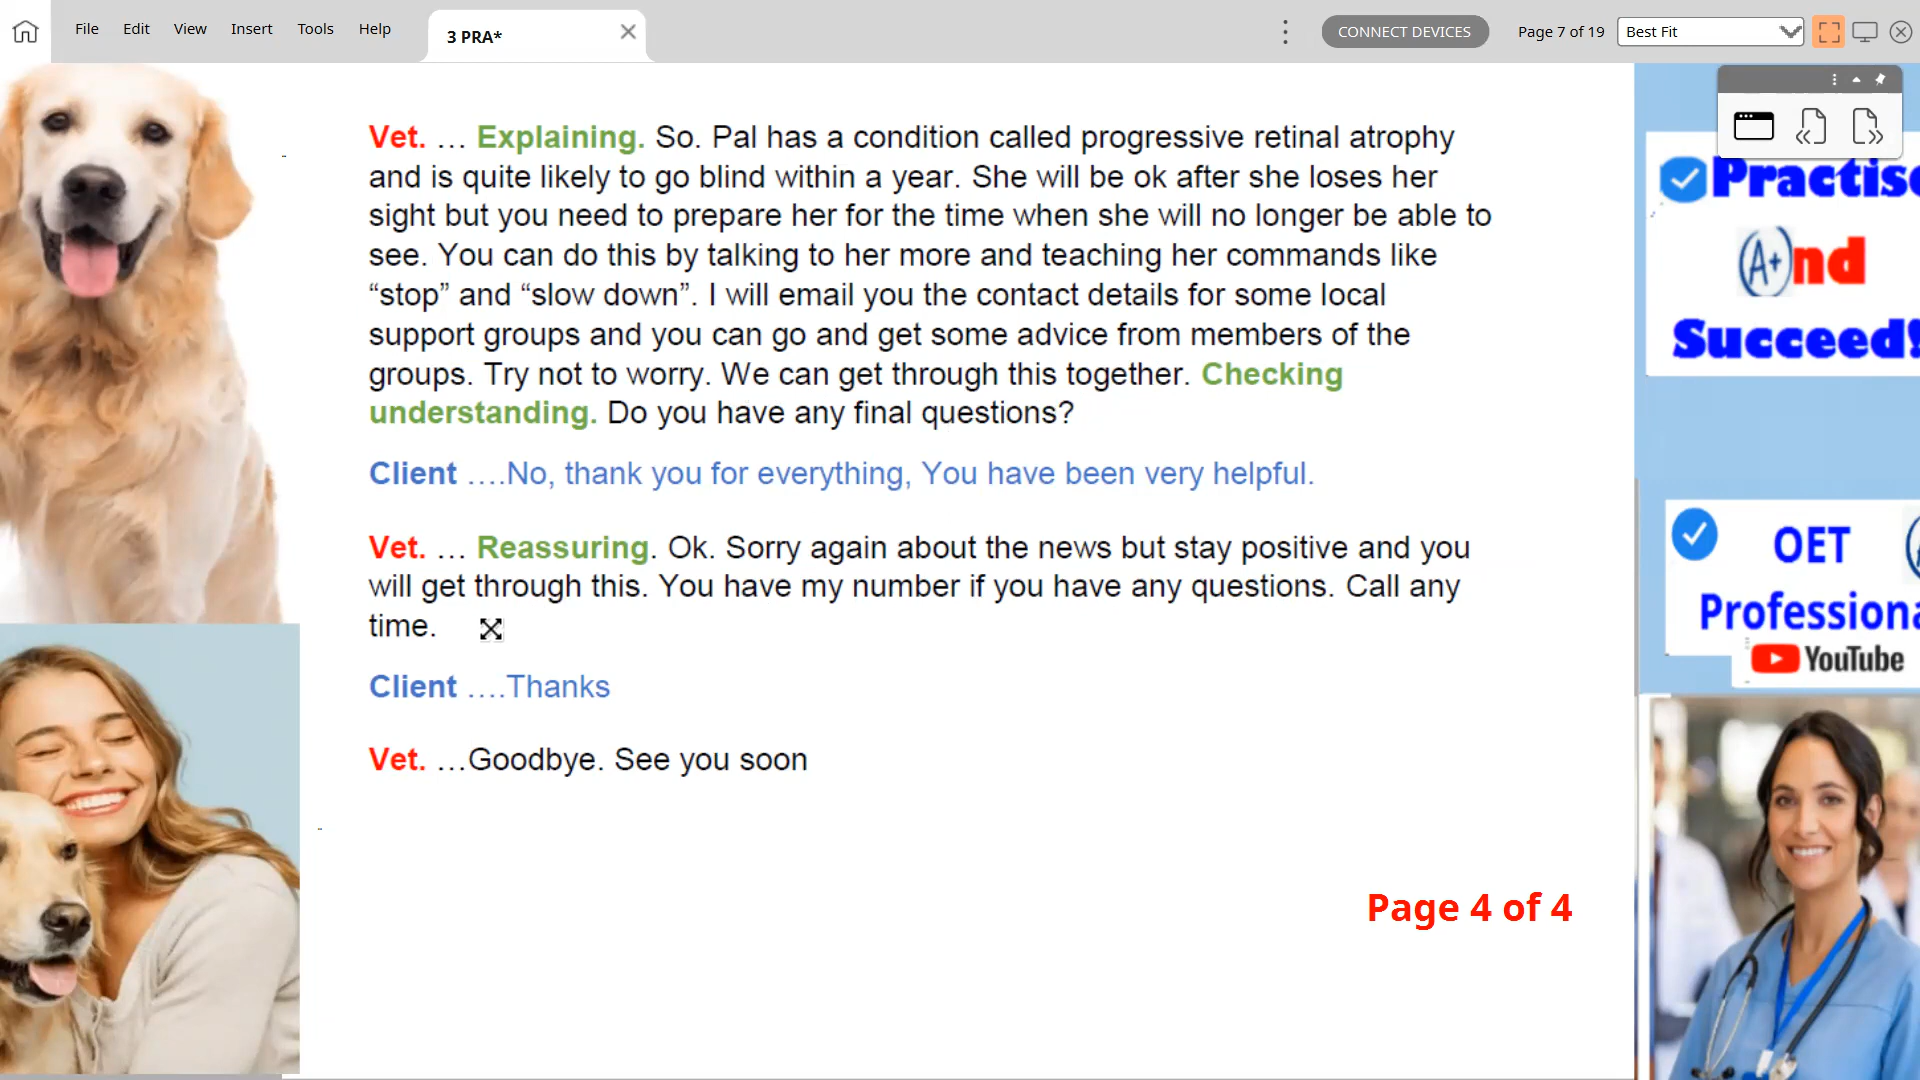 File Edit View Insert Tools Help
3 PRA*
CONNECT DEVICES
Page 7 of 19
Best Fit
Vet. … Explaining. So. Pal has a condition called progressive retinal atrophy
and is quite likely to go blind within a year. She will be ok after she loses her
sight but you need to prepare her for the time when she will no longer be able to
see. You can do this by talking to her more and teaching her commands like
“stop” and “slow down”. I will email you the contact details for some local
support groups and you can go and get some advice from members of the
groups. Try not to worry. We can get through this together. Checking
understanding. Do you have any final questions?
Client ….No, thank you for everything, You have been very helpful.
Vet. … Reassuring. Ok. Sorry again about the news but stay positive and you
will get through this. You have my number if you have any questions. Call any
time.
Client ….Thanks
Vet. …Goodbye. See you soon
Page 4 of 4
Practise
A+nd
Succeed!
OET
Professiona
YouTube